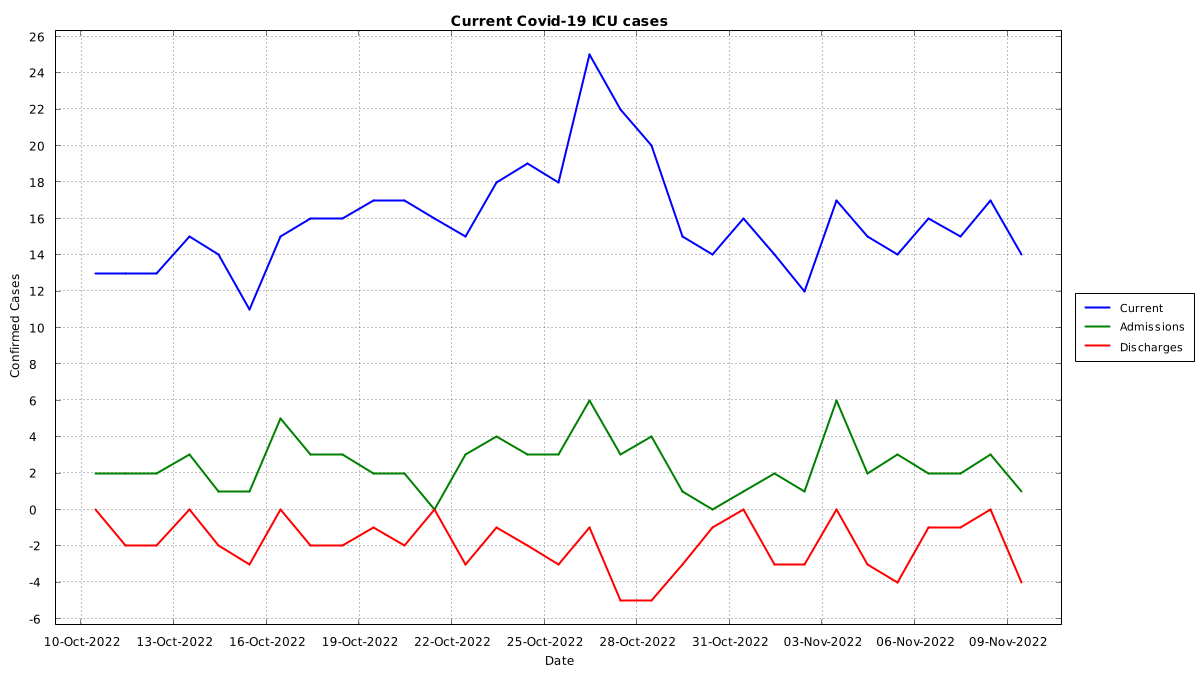 Current Covid-19 ICU cases
26
24
22
20
18
16
14
12
10
8
6
4
2
0
-2
-4
-6
Confirmed Cases
10-Oct-2022 13-Oct-2022 16-Oct-2022 19-Oct-2022 22-Oct-2022 25-Oct-2022 28-Oct-2022 31-Oct-2022 03-Nov-2022 06-Nov-2022 09-Nov-2022
Date
Current
Admissions
Discharges